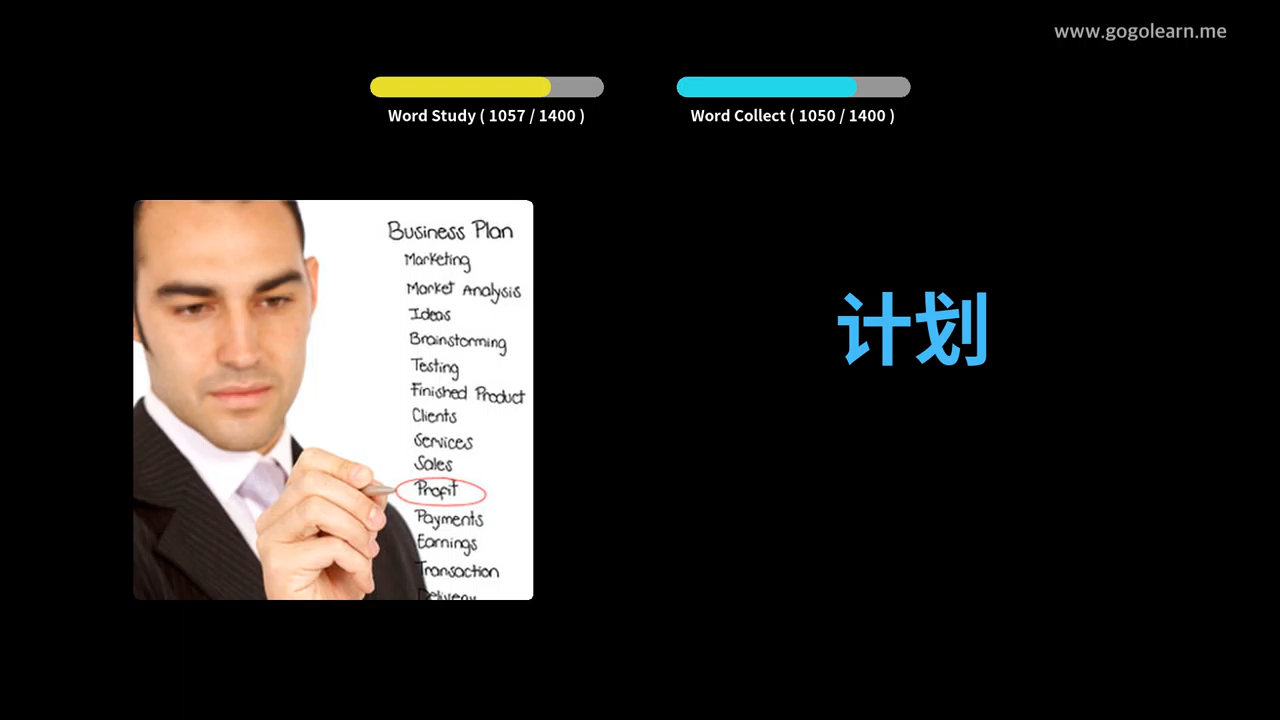 www.gogolearn.me
Word Study ( 1057 / 1400 )
Word Collect ( 1050 / 1400 )
Business Plan
Marketing
Market Analysis
Ideas
Brainstorming
Testing
Finished Product
Clients
Services
Sales
Profit
Payments
Earnings
Transaction
Delivery
计划